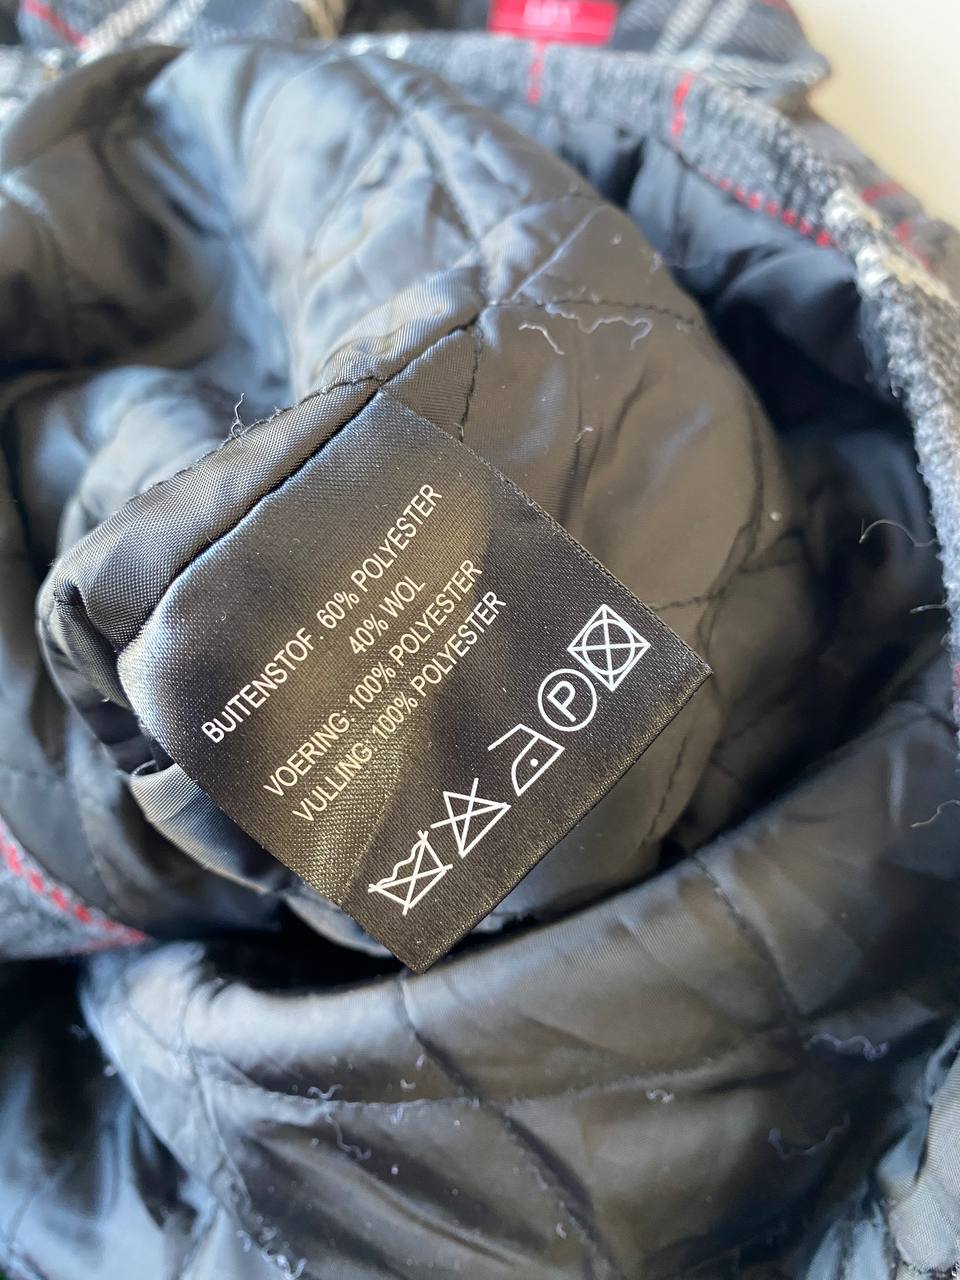 BUITENSTOF: 60% POLYESTER
40% WOL
VOERING: 100% POLYESTER
VULLING: 100% POLYESTER
P